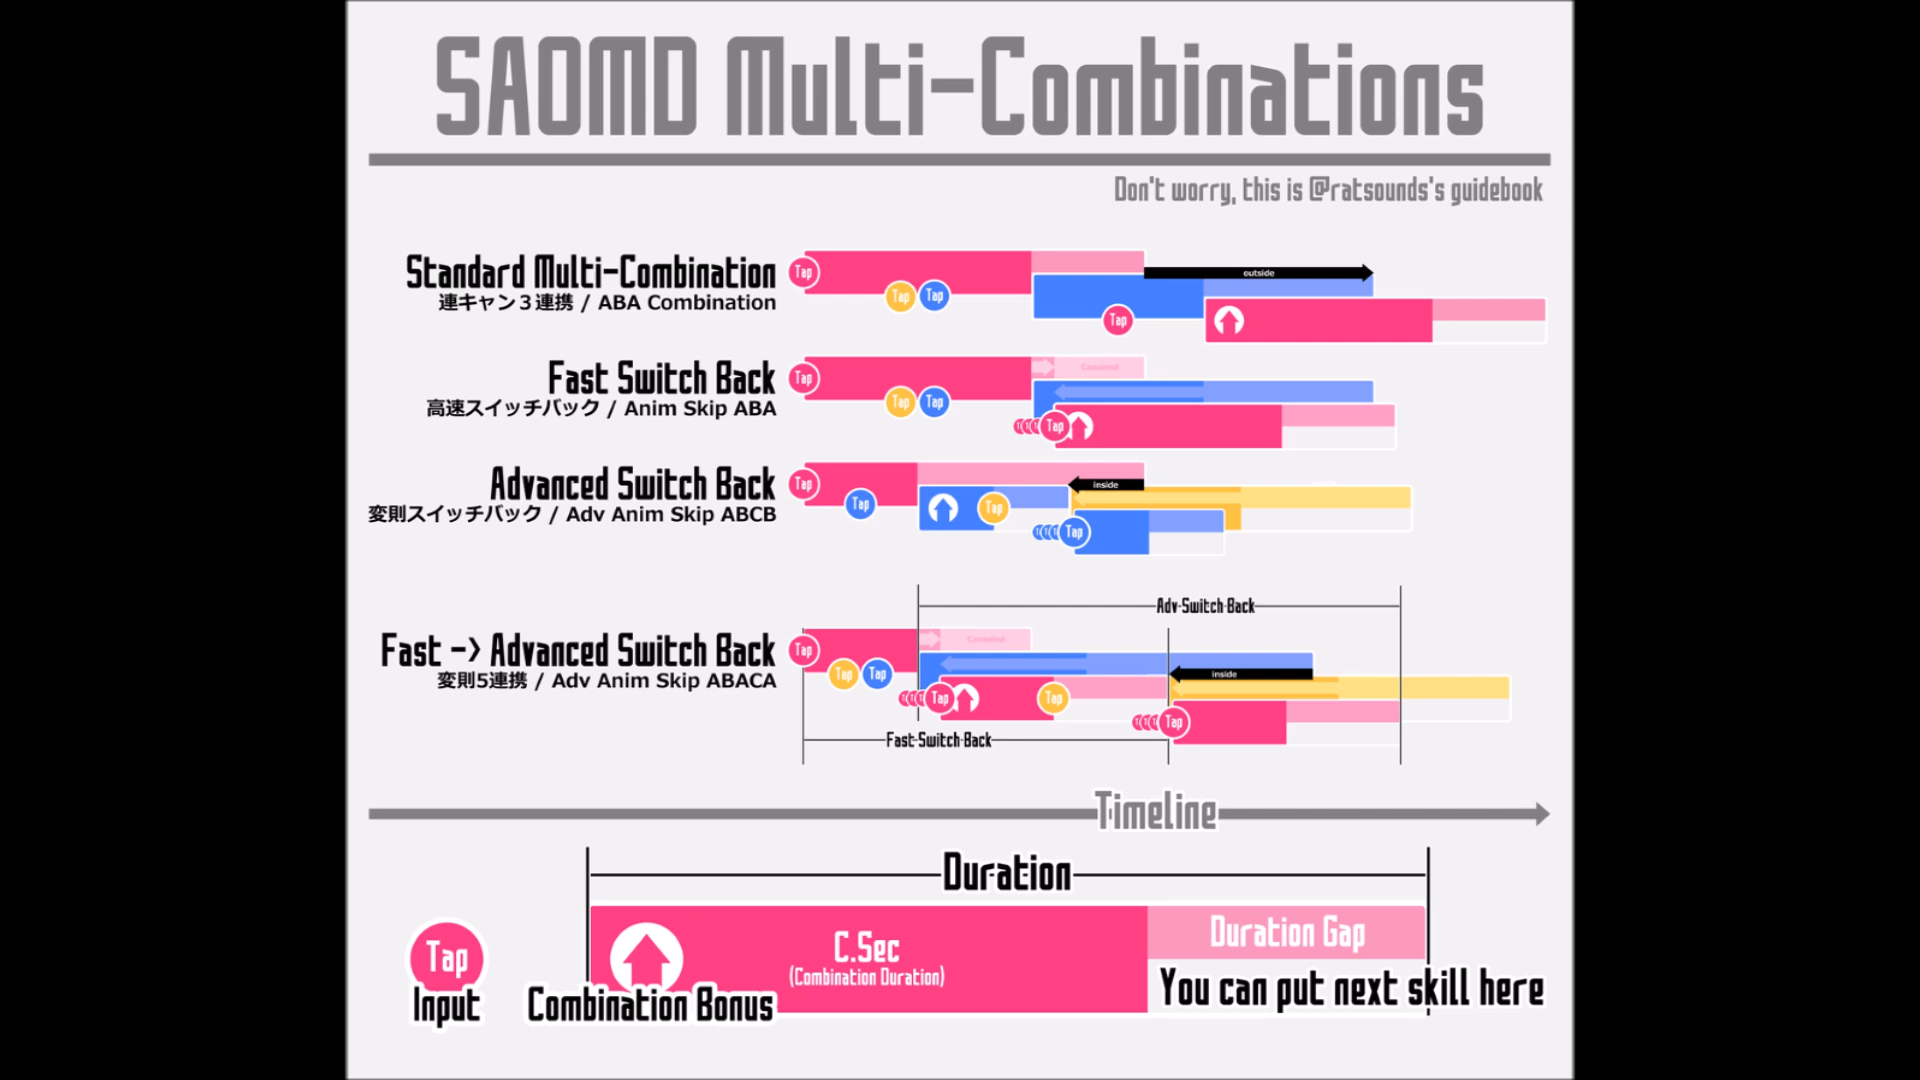 SAOMD Multi-Combinations
Don't worry, this is @ratsounds's guidebook
Standard Multi-Combination
連キャン3連携 / ABA Combination
Tap
Tap
Tap
Tap
outside
Fast Switch Back
高速スイッチバック / Anim Skip ABA
Tap
Tap
Tap
Tap
Canceled
Advanced Switch Back
変則スイッチバック / Adv Anim Skip ABCB
Tap
Tap
Tap
Tap
inside
Adv Switch Back
Fast -> Advanced Switch Back
変則5連携 / Adv Anim Skip ABACA
Tap
Tap
Tap
Tap
Tap
Tap
Canceled
inside
Fast Switch Back
Timeline
Duration
Tap
Input
Combination Bonus
C.Sec
(Combination Duration)
Duration Gap
You can put next skill here